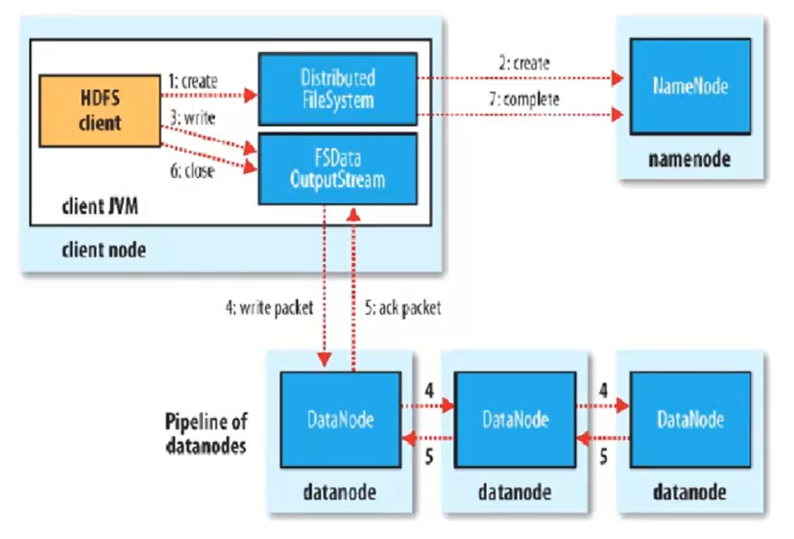 HDFS
client
1: create
3: write
6: close
Distributed
FileSystem
FSData
OutputStream
client JVM
client node
2: create
7: complete
NameNode
namenode
4: write packet
5: ack packet
Pipeline of
datanodes
DataNode
datanode
4
5
DataNode
datanode
4
5
DataNode
datanode